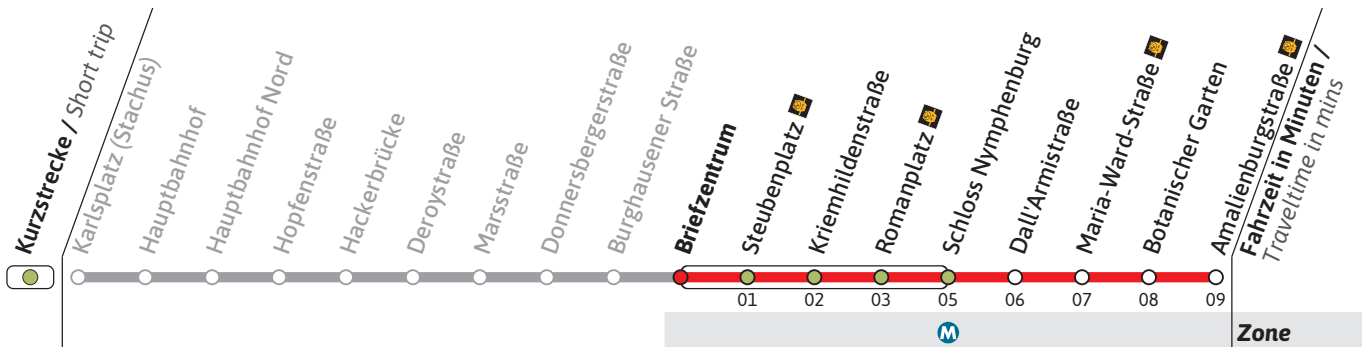 Kurzstrecke / Short trip
Karlsplatz (Stachus)
Hauptbahnhof
Hauptbahnhof Nord
Hopfenstraße
Hackerbrücke
Deroystraße
Marsstraße
Donnersbergerstraße
Burghausener Straße
Briefzentrum
Steubenplatz
Kriemhildenstraße
Romanplatz
Schloss Nymphenburg
Dall'Armistraße
Maria-Ward-Straße
Botanischer Garten
Amalienburgstraße
Fahrzeit in Minuten /
Traveltime in mins
01 02 03 05 06 07 08 09
M Zone